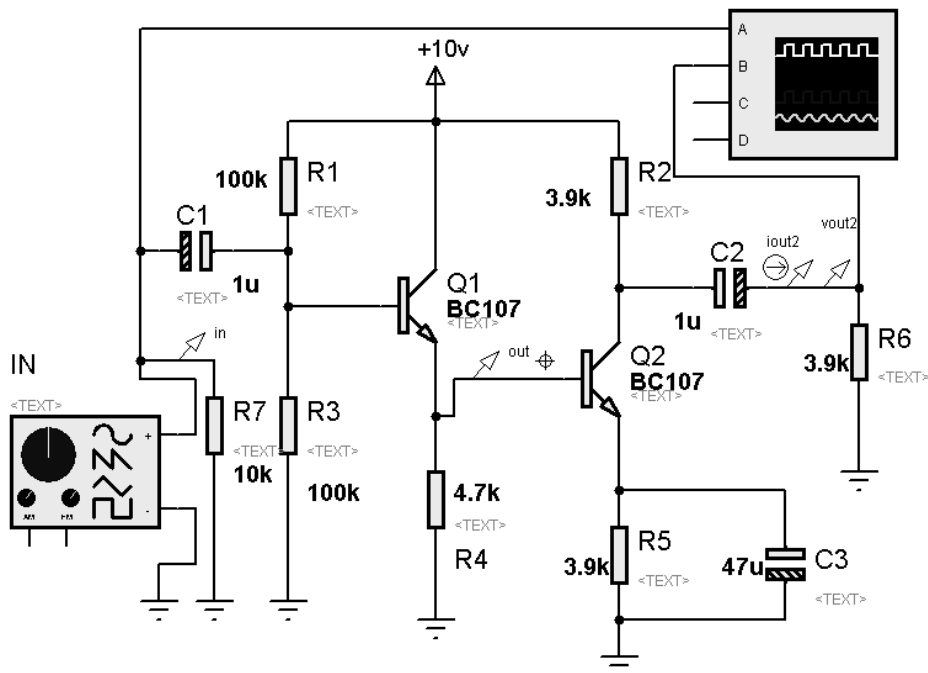 +10v
A
B
C
D
R1
100k
<TEXT>
R2
3.9k
<TEXT>
C1
1u
<TEXT>
C2
1u
<TEXT>
iout2
vout2
Q1
BC107
<TEXT>
in
out
Q2
BC107
<TEXT>
R6
3.9k
<TEXT>
IN
<TEXT>
+
-
AM
FM
R7
<TEXT>
10k
R3
<TEXT>
100k
4.7k
<TEXT>
R4
R5
3.9k
<TEXT>
47u
C3
<TEXT>